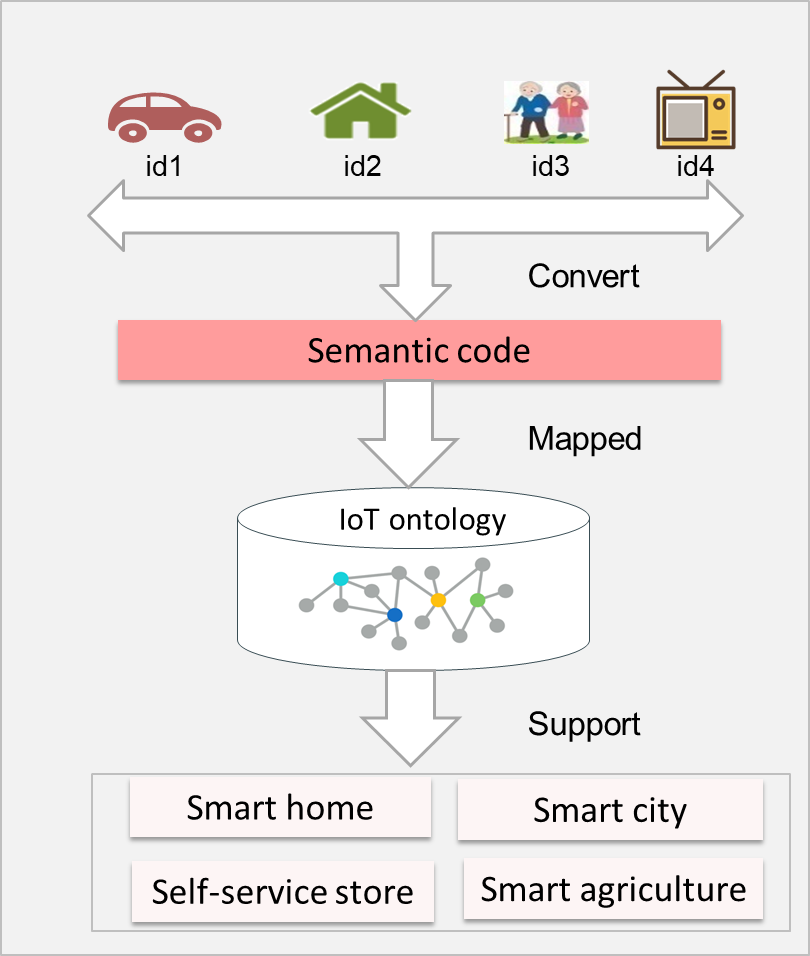 id1
id2
id3
id4
Convert
Semantic code
Mapped
IoT ontology
Support
Smart home
Smart city
Self-service store
Smart agriculture